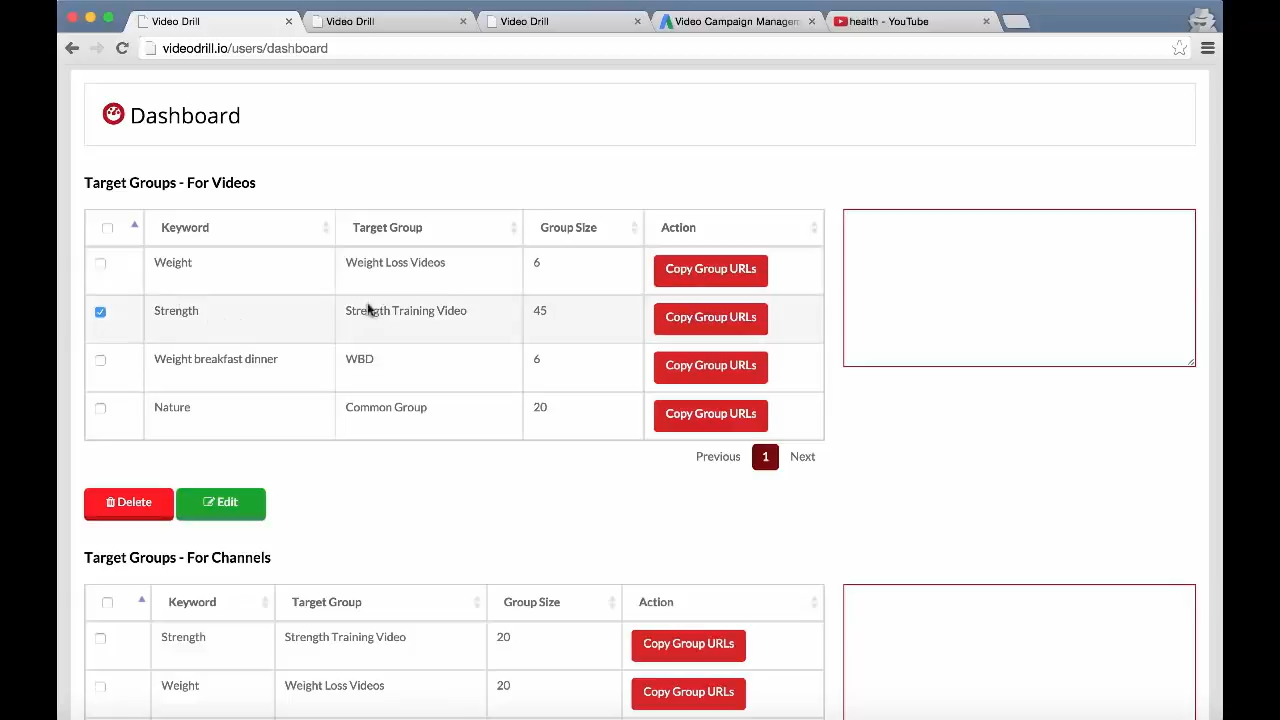 Video Drill
Video Drill
Video Drill
Video Campaign Managem
health - YouTube
videodrill.io/users/dashboard
Dashboard
Target Groups - For Videos
Keyword Target Group Group Size Action
Weight Weight Loss Videos 6 Copy Group URLs
Strength Strength Training Video 45 Copy Group URLs
Weight breakfast dinner WBD 6 Copy Group URLs
Nature Common Group 20 Copy Group URLs
Previous 1 Next
Delete Edit
Target Groups - For Channels
Keyword Target Group Group Size Action
Strength Strength Training Video 20 Copy Group URLs
Weight Weight Loss Videos 20 Copy Group URLs